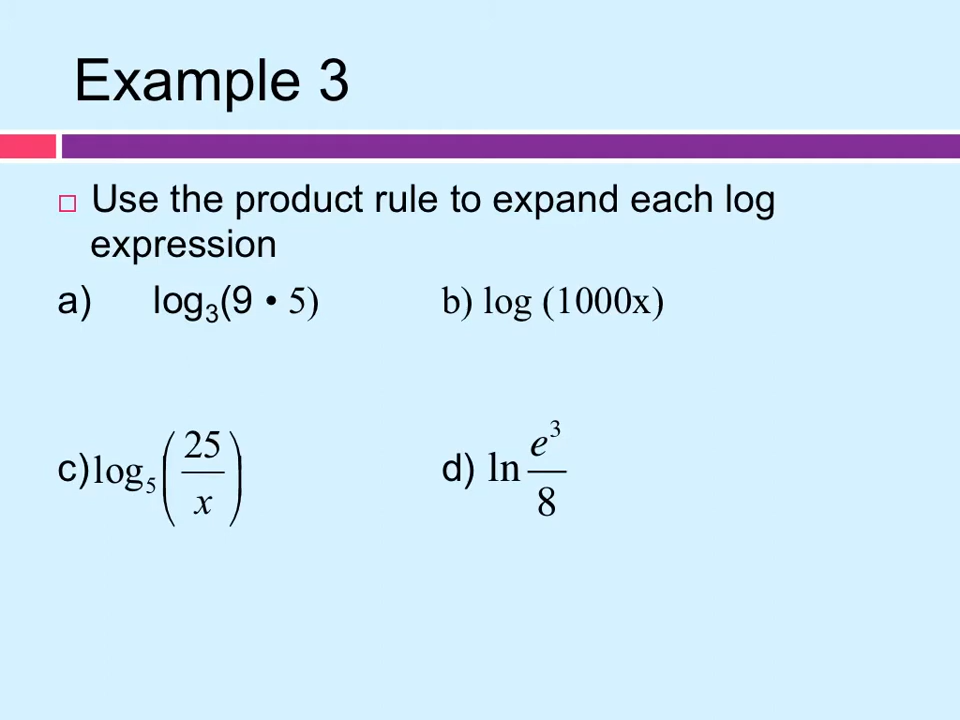 Example 3
□ Use the product rule to expand each log
expression
a) log₃(9 • 5) b) log (1000x)
c) log₅(25/x) d) ln e³/8